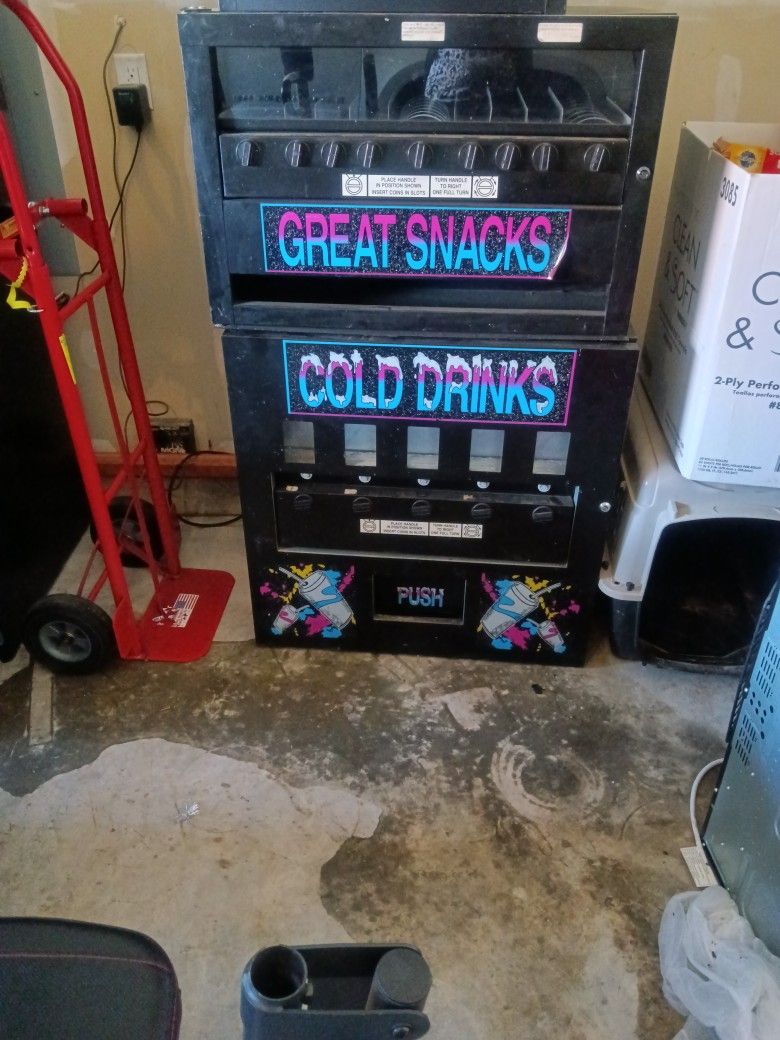 PLACE HANDLE
IN POSITION SHOWN
INSERT COINS IN SLOTS
TURN HANDLE
TO RIGHT
ONE FULL TURN
GREAT SNACKS
COLD DRINKS
PLACE HANDLE
IN POSITION SHOWN
INSERT COINS IN SLOTS
TURN HANDLE
TO RIGHT
ONE FULL TURN
PUSH
3085
CLEAN
& SOFT
C
&
2-Ply Perfo